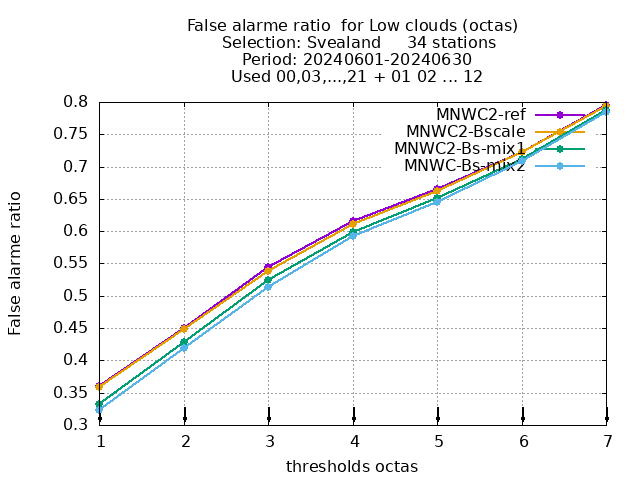 False alarme ratio  for Low clouds (octas)
Selection: Svealand     34 stations
Period: 20240601-20240630
Used 00,03,...,21 + 01 02 ... 12
MNWC2-ref
MNWC2-Bscale
MNWC2-Bs-mix1
MNWC-Bs-mix2
False alarme ratio
0.8
0.75
0.7
0.65
0.6
0.55
0.5
0.45
0.4
0.35
0.3
1 2 3 4 5 6 7
thresholds octas